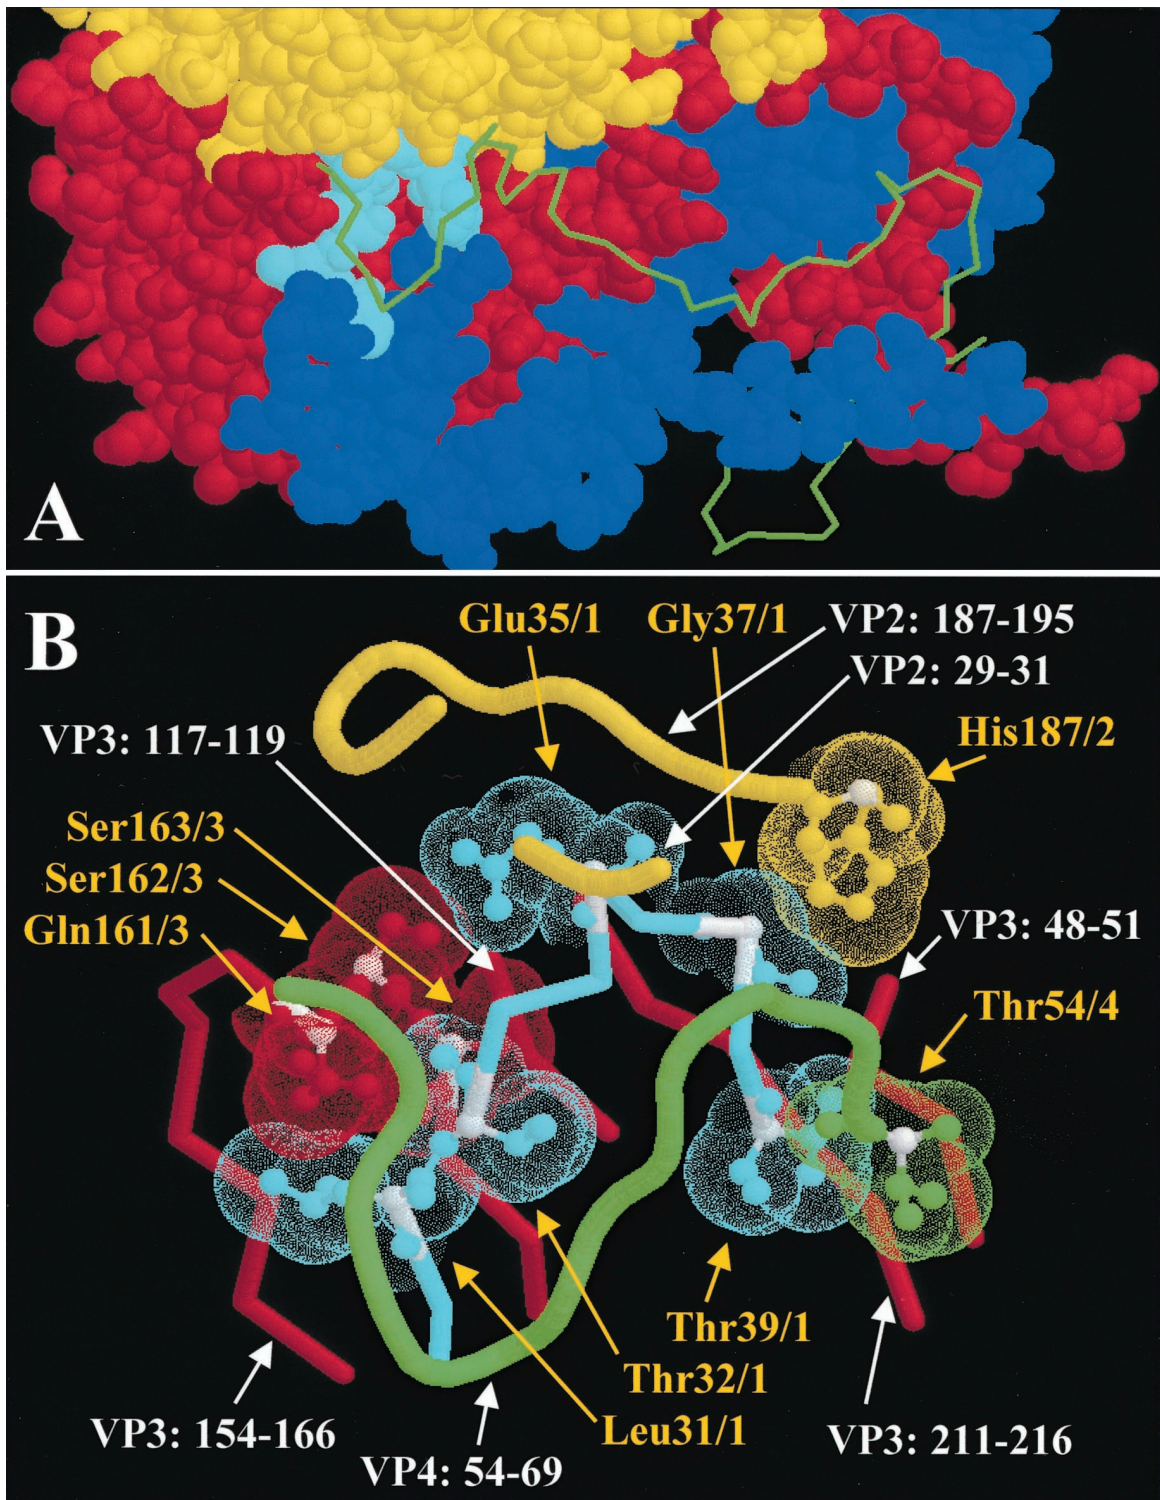 A
B
Glu35/1
Gly37/1
VP2: 187-195
VP2: 29-31
VP3: 117-119
His187/2
Ser163/3
Ser162/3
Gln161/3
VP3: 48-51
Thr54/4
Thr39/1
Thr32/1
Leu31/1
VP3: 154-166
VP4: 54-69
VP3: 211-216